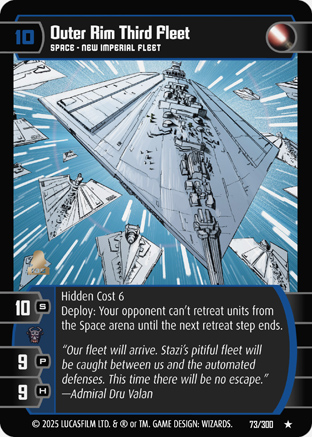 10 Outer Rim Third Fleet
SPACE • NEW IMPERIAL FLEET
Hidden Cost 6
10 S
Deploy: Your opponent can't retreat units from
the Space arena until the next retreat step ends.
9 P
9 H
“Our fleet will arrive. Stazi's pitiful fleet will
be caught between us and the automated
defenses. This time there will be no escape.”
—Admiral Dru Valan
© 2025 LUCASFILM LTD. & ® or TM. GAME DESIGN: WIZARDS. 73/300 ★